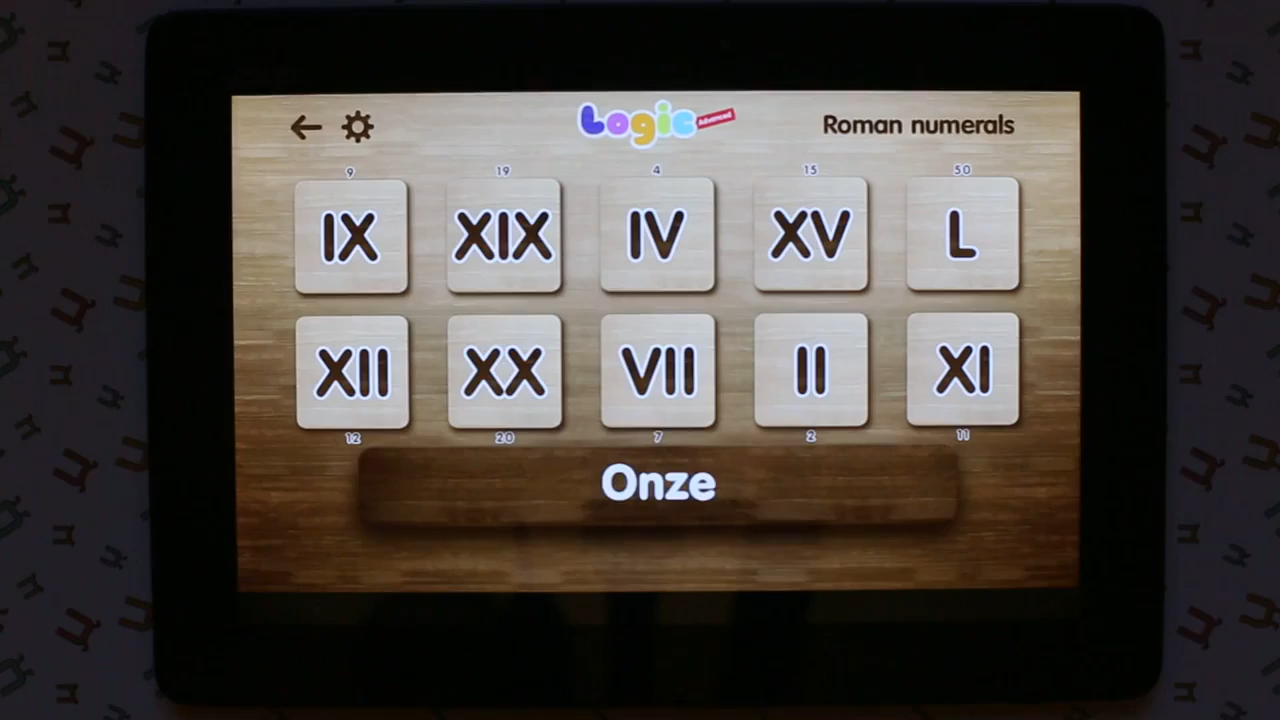 Logic Advanced
Roman numerals
9 19 4 15 50
IX XIX IV XV L
XII XX VII II XI
12 20 7 2 11
Onze